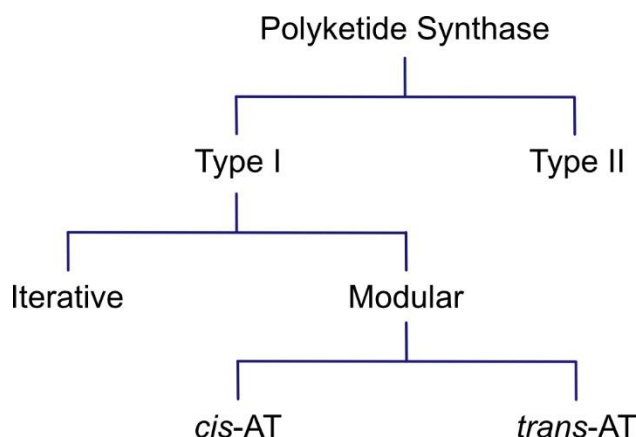 Polyketide Synthase
Type I
Type II
Iterative
Modular
cis-AT
trans-AT